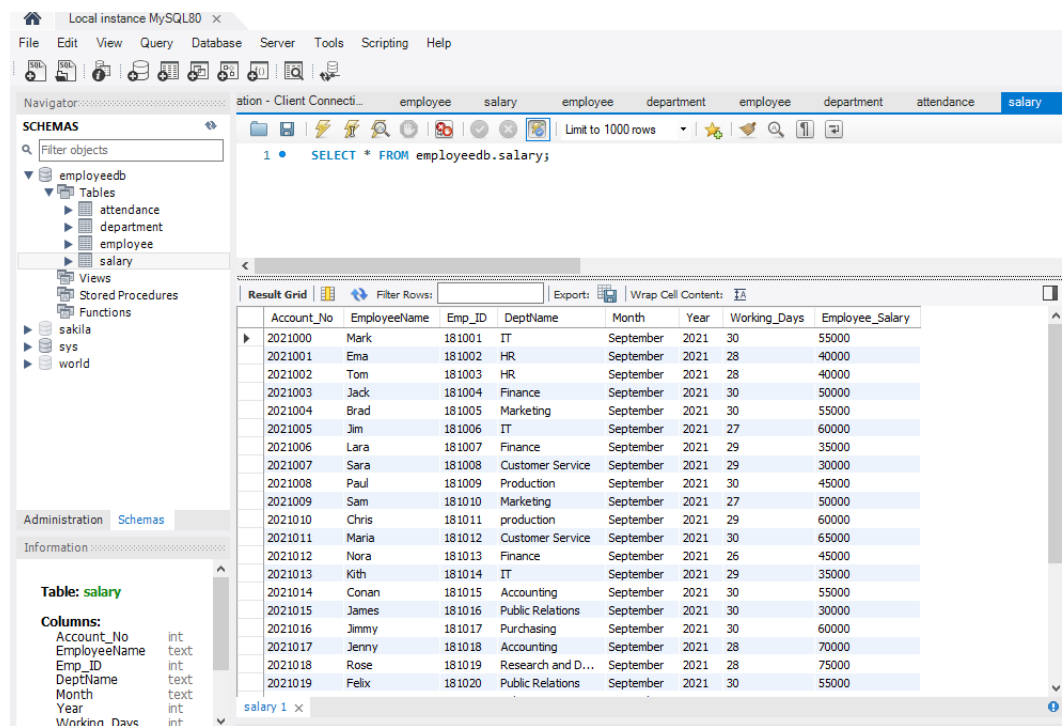 Local instance MySQL80
File Edit View Query Database Server Tools Scripting Help
Navigator
SCHEMAS
Filter objects
employeedb
Tables
attendance
department
employee
salary
Views
Stored Procedures
Functions
sakila
sys
world
Administration Schemas
Information
Table: salary
Columns:
Account_No int
EmployeeName text
Emp_ID int
DeptName text
Month text
Year int
Working_Days int
ation - Client Connecti... employee salary employee department employee department attendance salary
Limit to 1000 rows
1 SELECT * FROM employeedb.salary;
Result Grid Filter Rows: Export: Wrap Cell Content:
Account_No EmployeeName Emp_ID DeptName Month Year Working_Days Employee_Salary
2021000 Mark 181001 IT September 2021 30 55000
2021001 Ema 181002 HR September 2021 28 40000
2021002 Tom 181003 HR September 2021 28 40000
2021003 Jack 181004 Finance September 2021 30 50000
2021004 Brad 181005 Marketing September 2021 30 55000
2021005 Jim 181006 IT September 2021 27 60000
2021006 Lara 181007 Finance September 2021 29 35000
2021007 Sara 181008 Customer Service September 2021 29 30000
2021008 Paul 181009 Production September 2021 30 45000
2021009 Sam 181010 Marketing September 2021 27 50000
2021010 Chris 181011 production September 2021 29 60000
2021011 Maria 181012 Customer Service September 2021 30 65000
2021012 Nora 181013 Finance September 2021 26 45000
2021013 Kith 181014 IT September 2021 29 35000
2021014 Conan 181015 Accounting September 2021 30 55000
2021015 James 181016 Public Relations September 2021 30 30000
2021016 Jimmy 181017 Purchasing September 2021 30 60000
2021017 Jenny 181018 Accounting September 2021 28 70000
2021018 Rose 181019 Research and D... September 2021 28 75000
2021019 Felix 181020 Public Relations September 2021 30 55000
salary 1